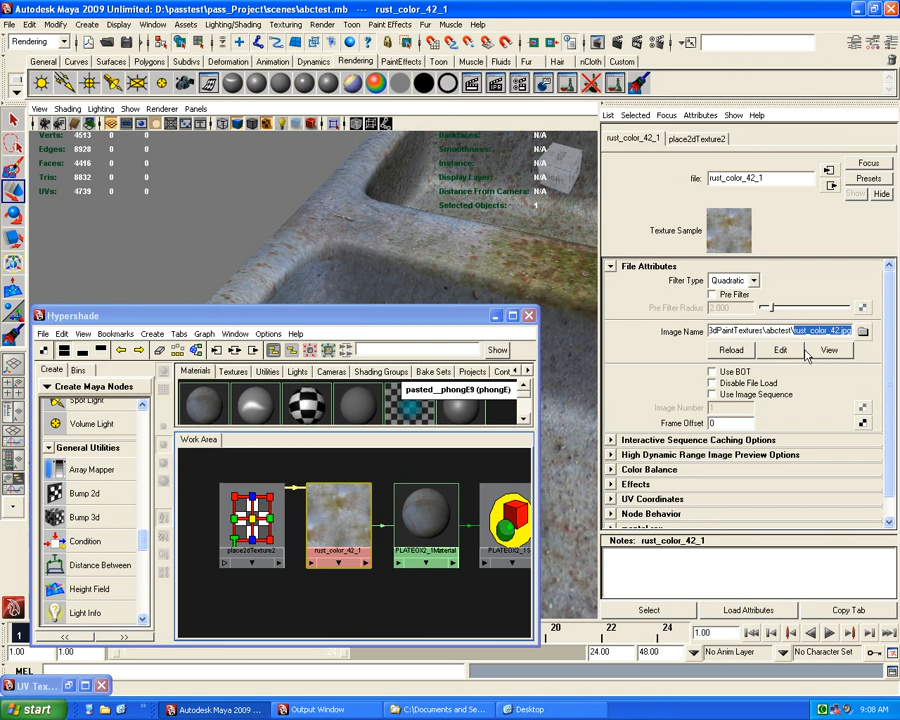 Autodesk Maya 2009 Unlimited: D:\passtest\pass_Project\scenes\abctest.mb --- rust_color_42_1
File Edit Modify Create Display Window Assets Lighting/Shading Texturing Render Toon Paint Effects Fur Muscle Help
Rendering
General Curves Surfaces Polygons Subdivs Deformation Animation Dynamics Rendering PaintEffects Toon Muscle Fluids Fur Hair nCloth Custom
View Shading Lighting Show Renderer Panels
List Selected Focus Attributes Show Help
Verts: 4513 0 0
Edges: 8928 0 0
Faces: 4416 0 0
Tris: 8832 0 0
UVs: 4739 0 0
Backfaces: N/A
Smoothness: N/A
Instance: N/A
Display Layer: N/A
Distance From Camera: N/A
Selected Objects: 1
rust_color_42_1 place2dTexture2
Focus
file: rust_color_42_1
Presets
Show Hide
Texture Sample
File Attributes
Filter Type Quadratic
Pre Filter
Pre Filter Radius 2.000
Image Name 3dPaintTextures\abctest\rust_color_42.jpg
Reload Edit View
Use BOT
Disable File Load
Use Image Sequence
Image Number 1
Frame Offset 0
Interactive Sequence Caching Options
High Dynamic Range Image Preview Options
Color Balance
Effects
UV Coordinates
Node Behavior
Notes: rust_color_42_1
Select Load Attributes Copy Tab
Hypershade
File Edit View Bookmarks Create Tabs Graph Window Options Help
Show
Create Bins
Materials Textures Utilities Lights Cameras Shading Groups Bake Sets Projects Cont
Create Maya Nodes
pasted__phongE9 (phongE)
Spot Light
Volume Light
General Utilities
Array Mapper
Bump 2d
Bump 3d
Condition
Distance Between
Height Field
Light Info
<< >>
Work Area
place2dTexture2 rust_color_42_1 PLATE0X2_1Material PLATE0X2_1S
1 20 22 24 1.00
1.00 1.00 24.00 48.00 No Anim Layer No Character Set
MEL
UV Tex...
start Autodesk Maya 2009 ... Output Window C:\Documents and Se... Desktop 9:08 AM